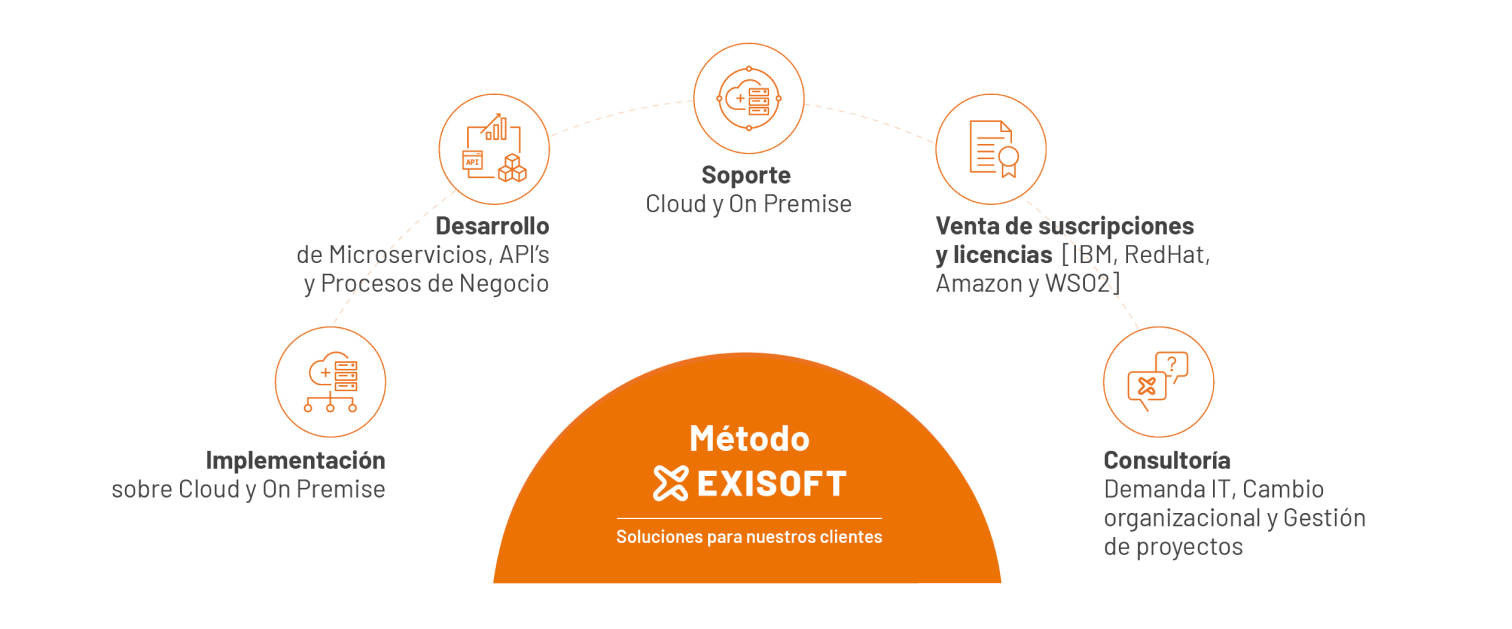 Soporte
Cloud y On Premise
API
Desarrollo
de Microservicios, API’s
y Procesos de Negocio
Venta de suscripciones
y licencias [IBM, RedHat,
Amazon y WSO2]
?
Implementación
sobre Cloud y On Premise
Método
EXISOFT
Soluciones para nuestros clientes
Consultoría
Demanda IT, Cambio
organizacional y Gestión
de proyectos